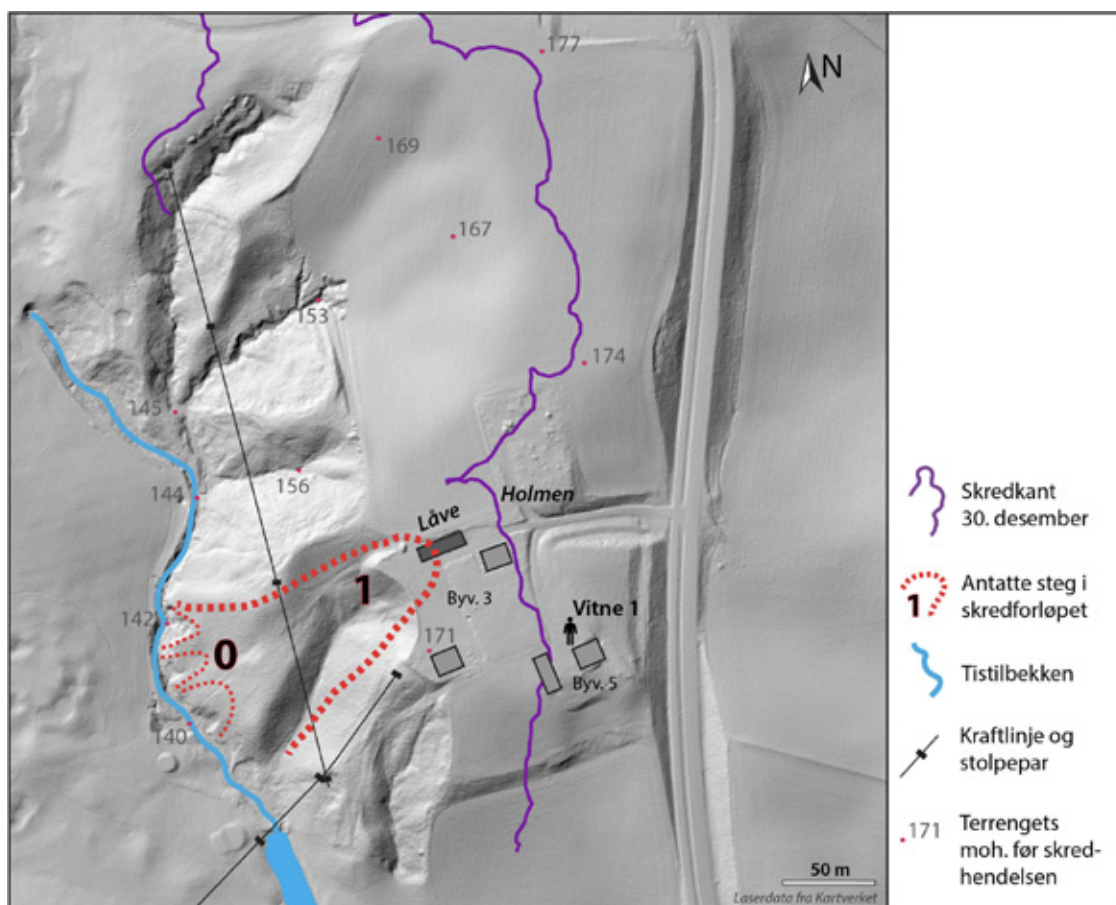 177
N
169
167
153
174
145
156
144
Holmen
Låve
1
142
Byv. 3
Vitne 1
0
171
Byv. 5
140
50 m
Laserdata fra Kartverket
Skredkant
30. desember
1
Antatte steg i
skredforløpet
Tistilbekken
Kraftlinje og
stolpepar
171
Terrengets
moh. før skred-
hendelsen